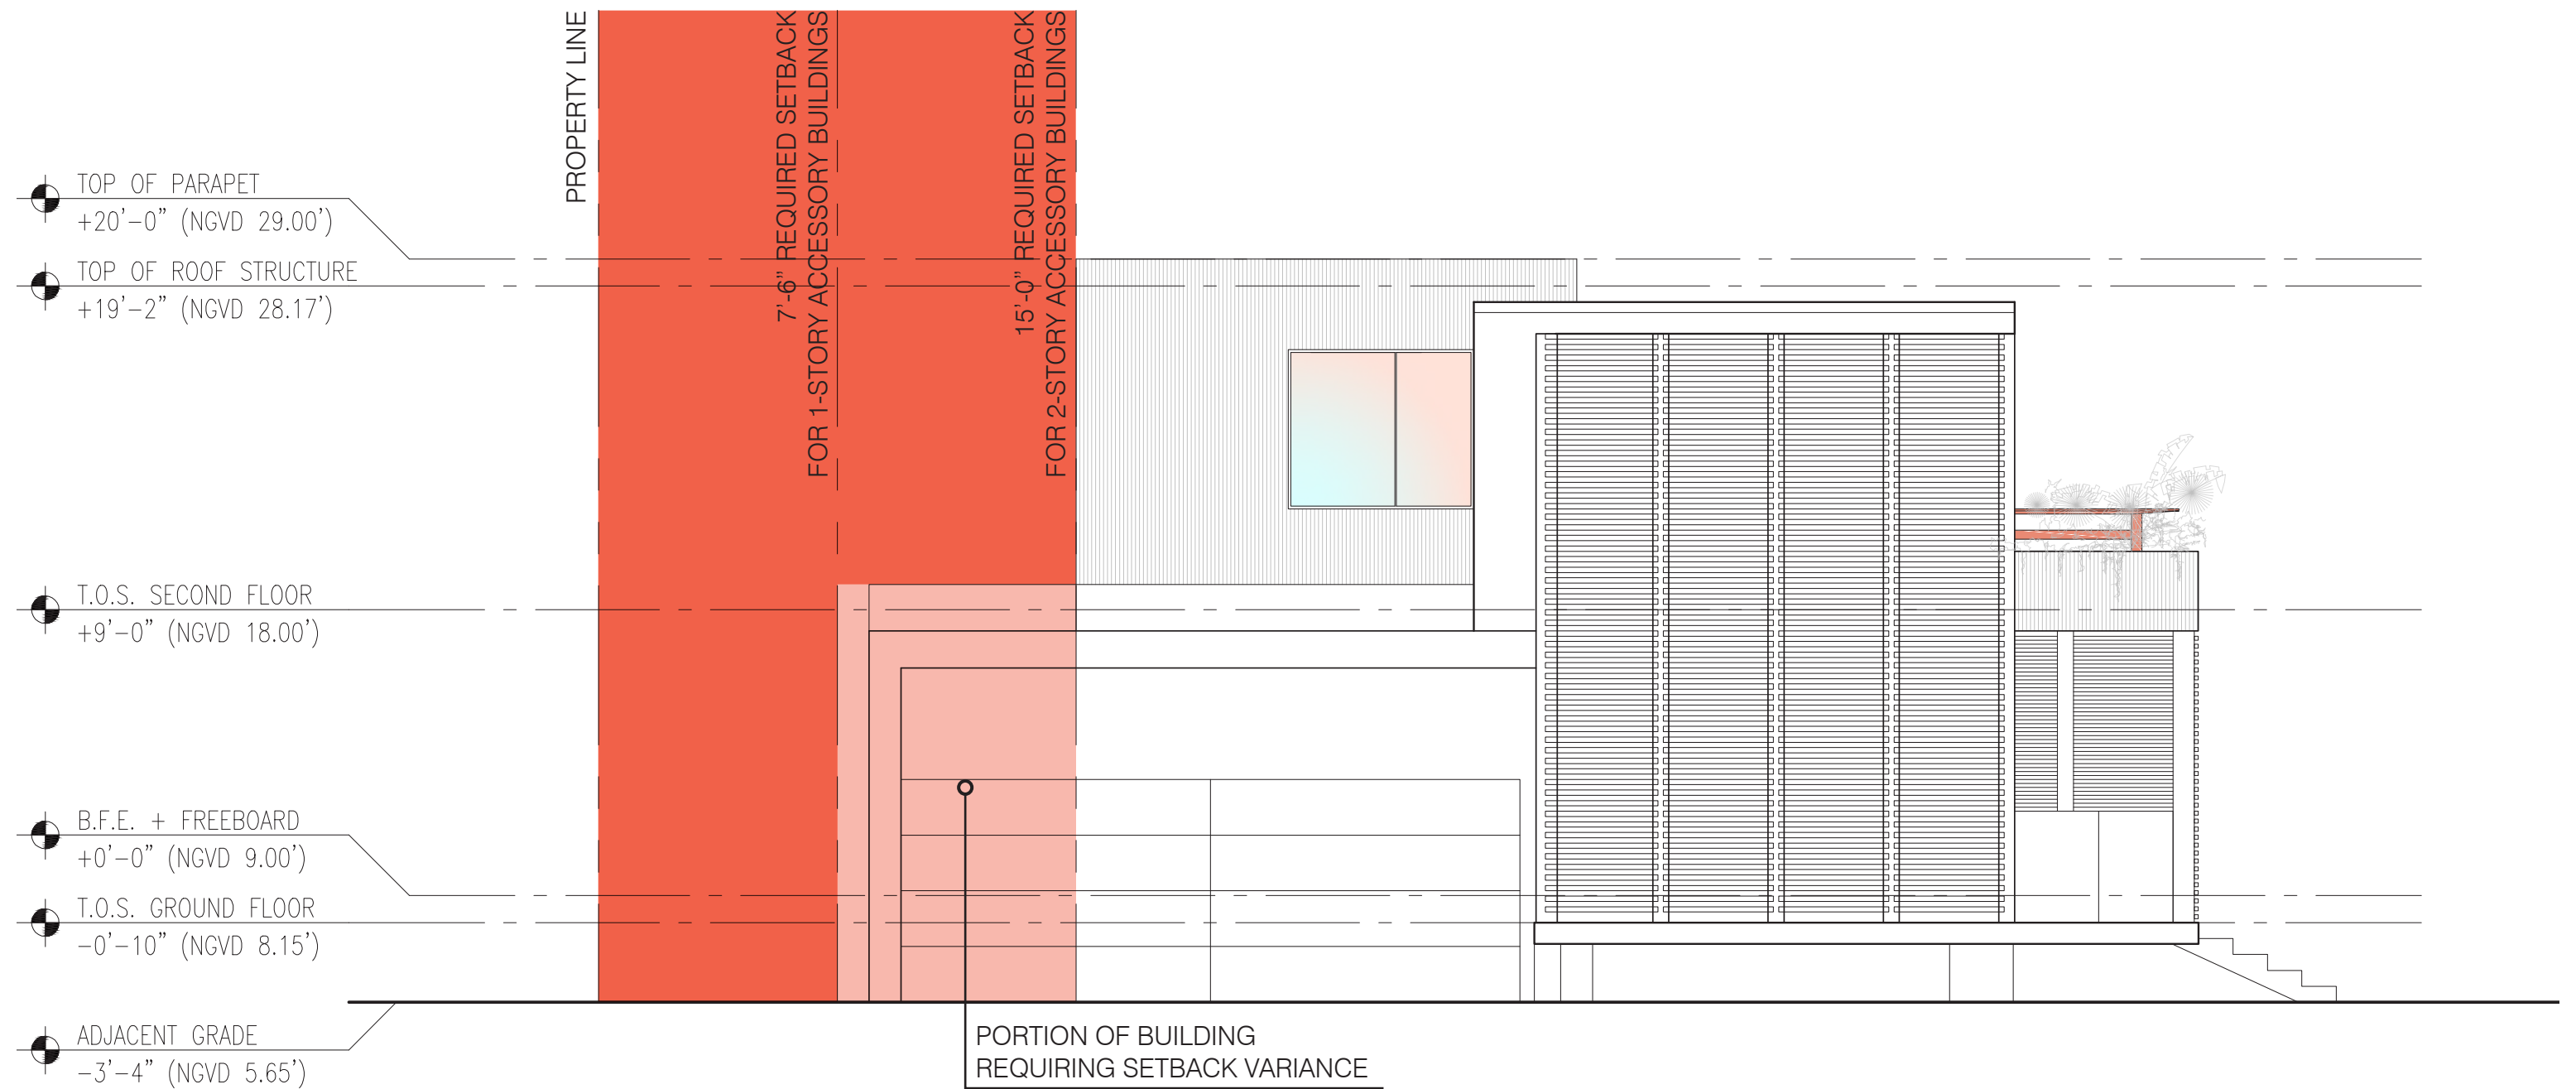 PROPERTY LINE
7'-6" REQUIRED SETBACK
FOR 1-STORY ACCESSORY BUILDINGS
15'-0" REQUIRED SETBACK
FOR 2-STORY ACCESSORY BUILDINGS
TOP OF PARAPET
+20'-0" (NGVD 29.00')
TOP OF ROOF STRUCTURE
+19'-2" (NGVD 28.17')
T.O.S. SECOND FLOOR
+9'-0" (NGVD 18.00')
B.F.E. + FREEBOARD
+0'-0" (NGVD 9.00')
T.O.S. GROUND FLOOR
-0'-10" (NGVD 8.15')
ADJACENT GRADE
-3'-4" (NGVD 5.65')
PORTION OF BUILDING
REQUIRING SETBACK VARIANCE